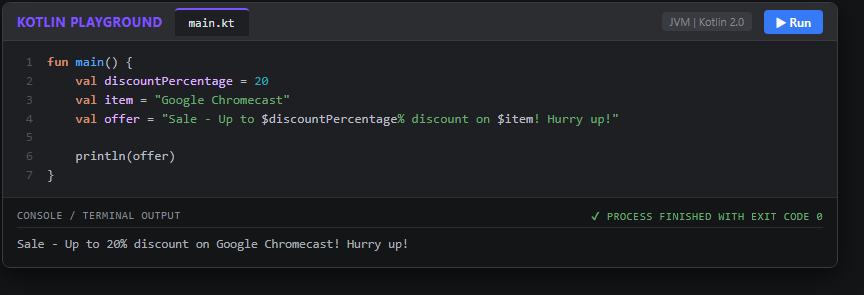 KOTLIN PLAYGROUND main.kt JVM | Kotlin 2.0 ▶ Run
1 fun main() {
2     val discountPercentage = 20
3     val item = "Google Chromecast"
4     val offer = "Sale - Up to $discountPercentage% discount on $item! Hurry up!"
5
6     println(offer)
7 }
CONSOLE / TERMINAL OUTPUT ✓ PROCESS FINISHED WITH EXIT CODE 0
Sale - Up to 20% discount on Google Chromecast! Hurry up!